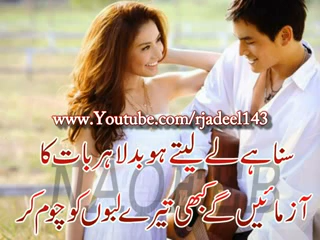 www.Youtube.com/rjadeel143
سنا ہے لے لیتے ہو بدلا ہر بات کا
آزمائیں گے کبھی تیرے لبوں کو چوم کر